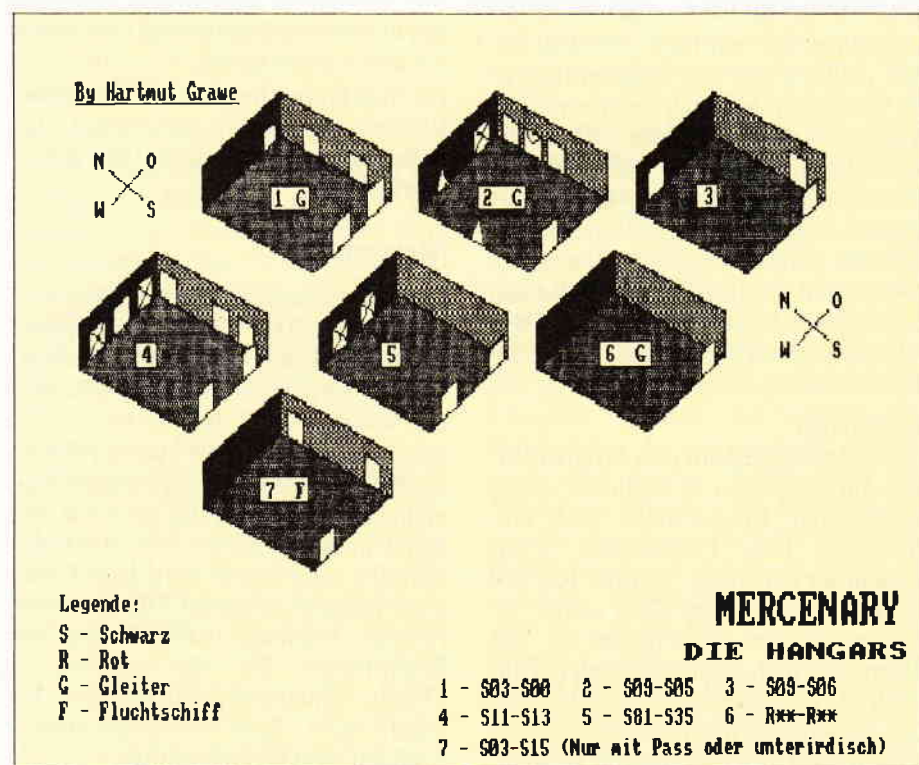 By Hartmut Grawe
N O
W S
1 G
2 G
3
4
5
6 G
N O
W S
7 F
Legende:
S - Schwarz
R - Rot
G - Gleiter
F - Fluchtschiff
MERCENARY
DIE HANGARS
1 - S03-S00 2 - S09-S05 3 - S09-S06
4 - S11-S13 5 - S81-S35 6 - R**-R**
7 - S03-S15 (Nur mit Pass oder unterirdisch)